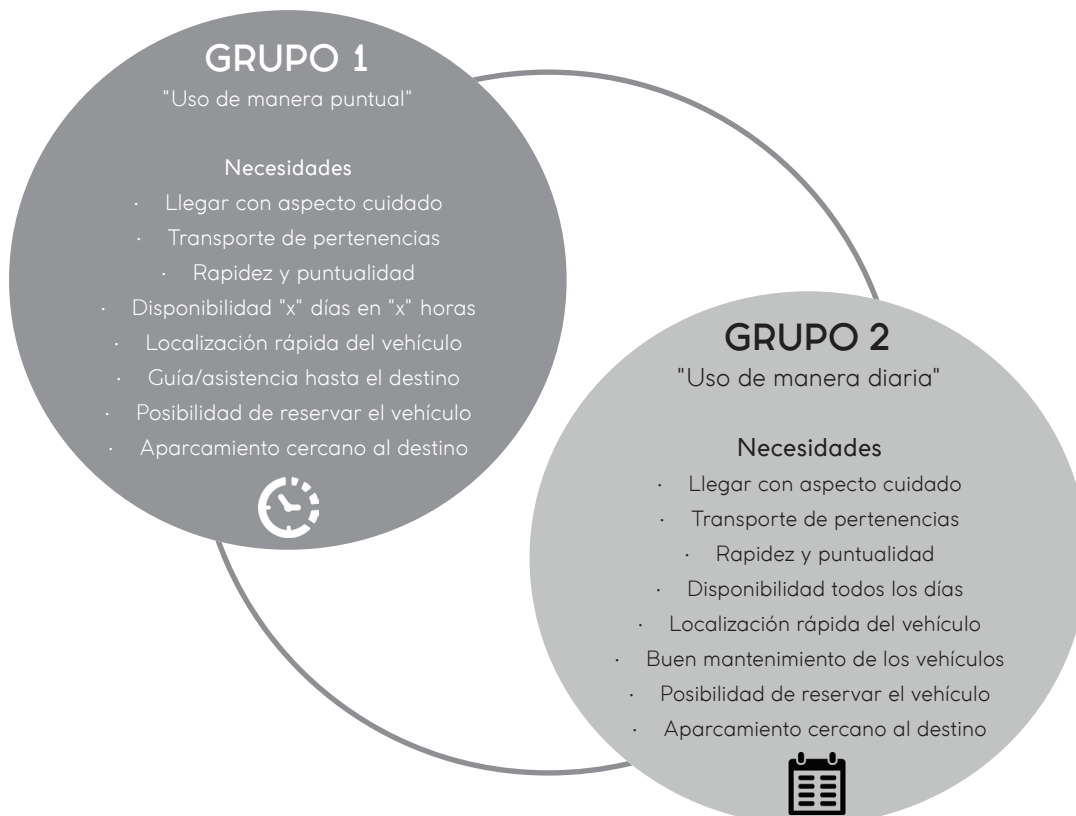 GRUPO 1
"Uso de manera puntual"
Necesidades
· Llegar con aspecto cuidado
· Transporte de pertenencias
· Rapidez y puntualidad
· Disponibilidad "x" días en "x" horas
· Localización rápida del vehículo
· Guía/asistencia hasta el destino
· Posibilidad de reservar el vehículo
· Aparcamiento cercano al destino
GRUPO 2
"Uso de manera diaria"
Necesidades
· Llegar con aspecto cuidado
· Transporte de pertenencias
· Rapidez y puntualidad
· Disponibilidad todos los días
· Localización rápida del vehículo
· Buen mantenimiento de los vehículos
· Posibilidad de reservar el vehículo
· Aparcamiento cercano al destino